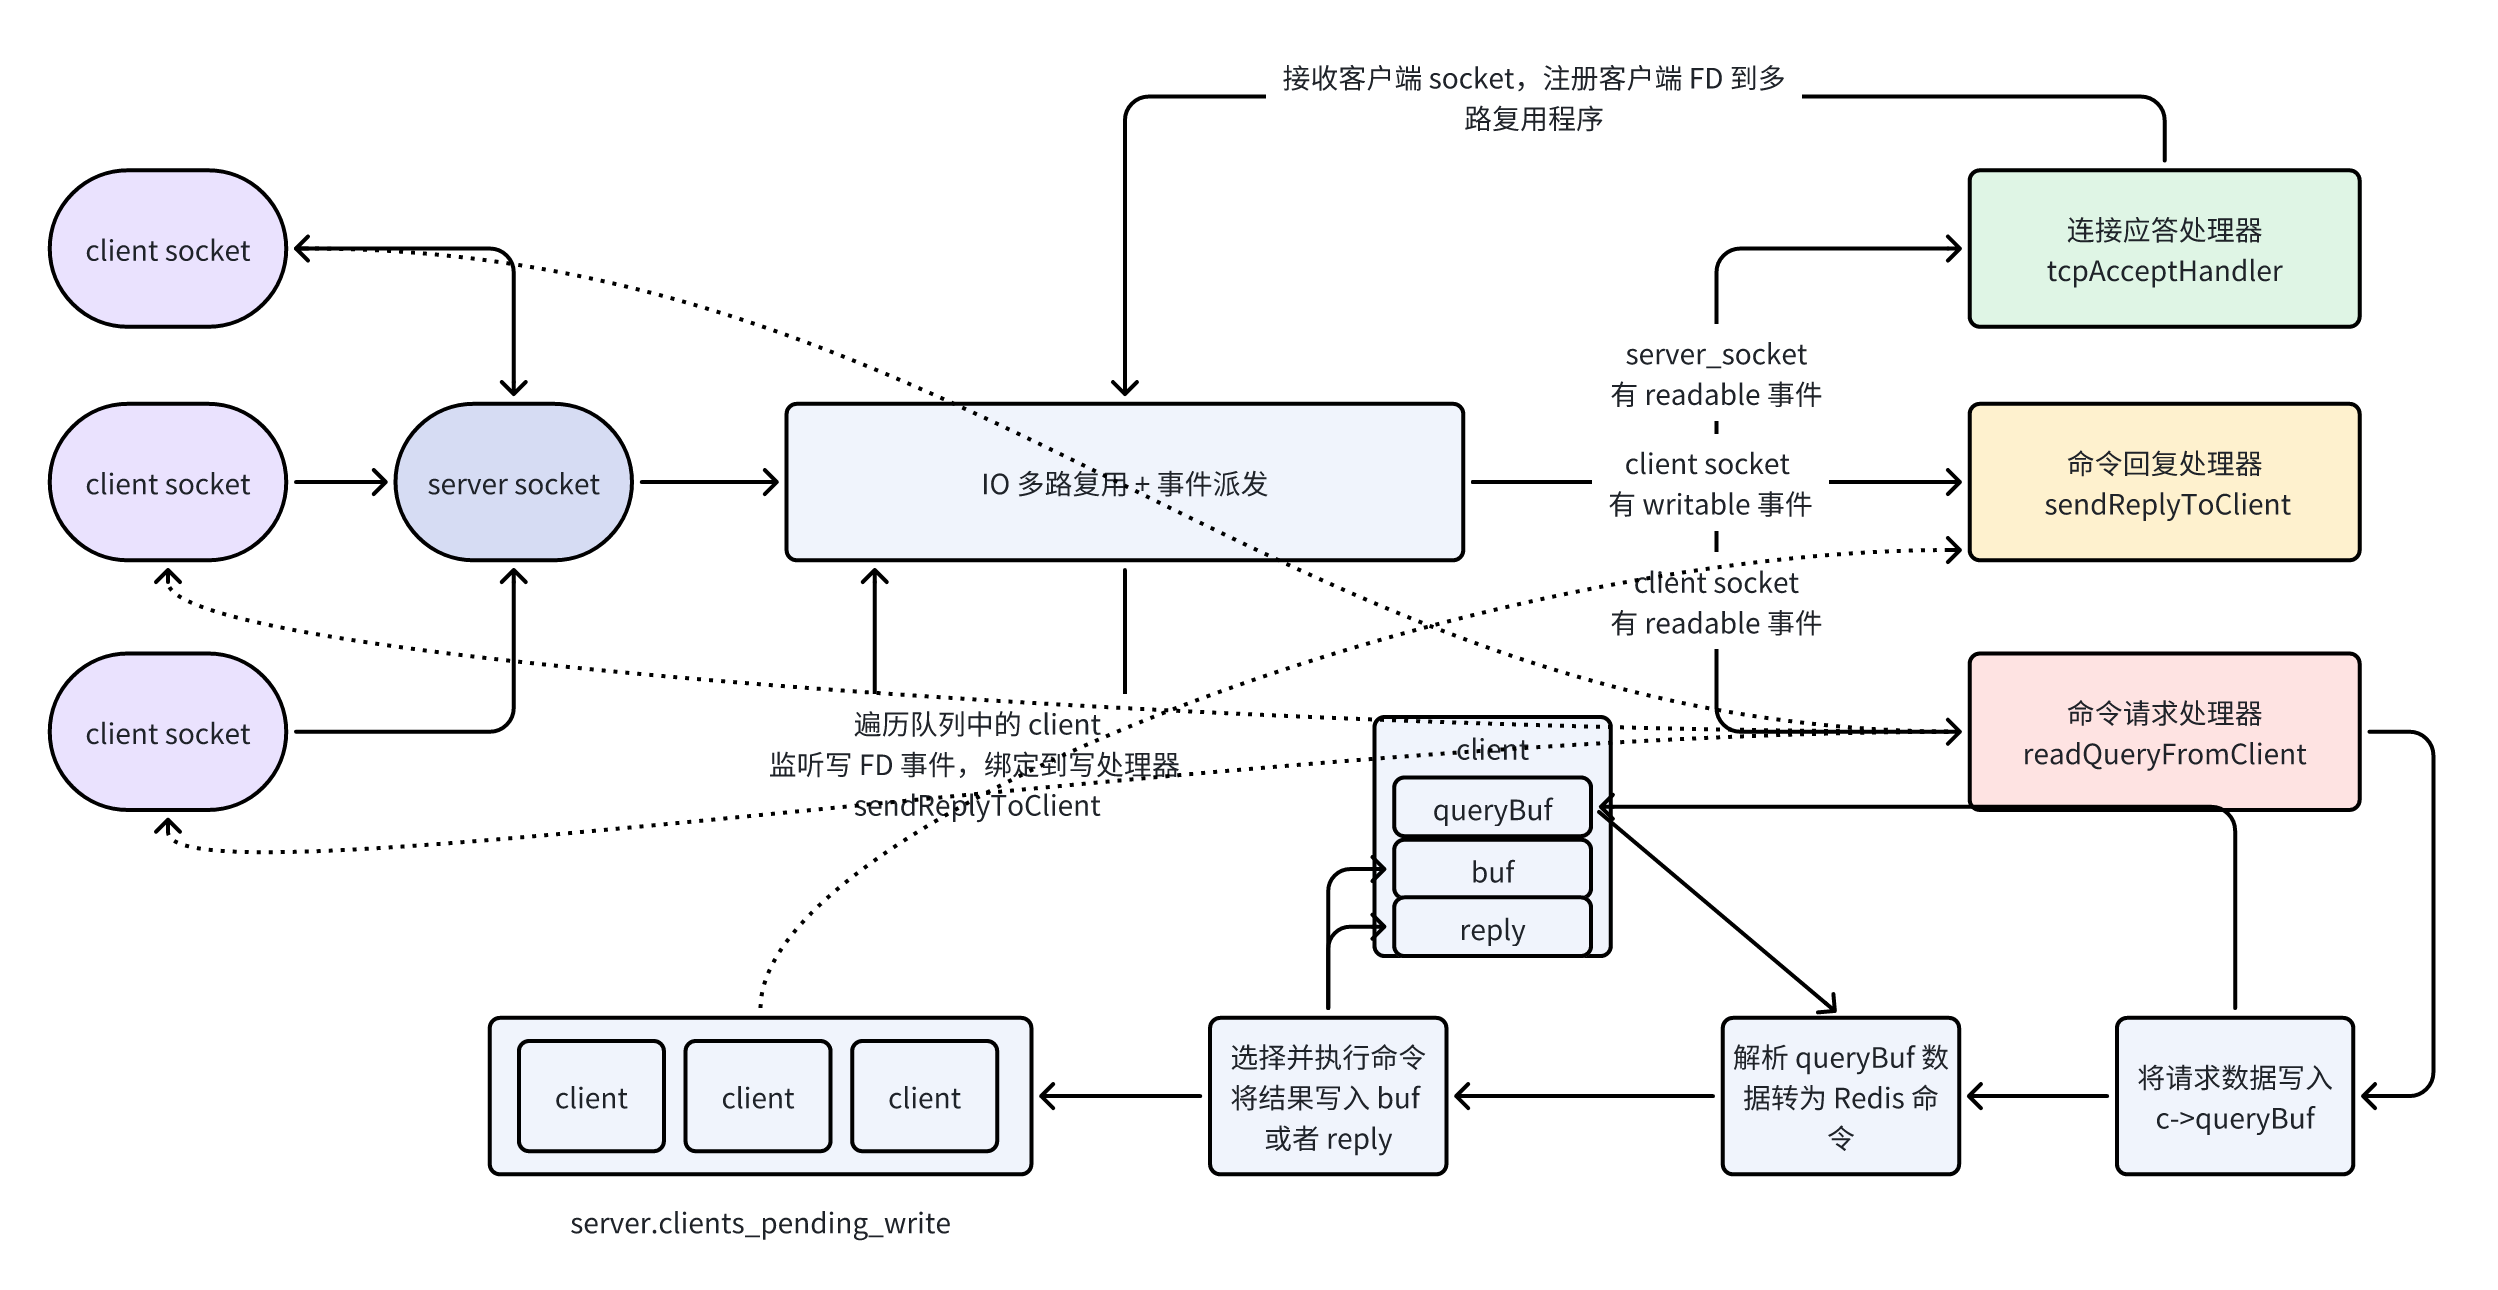 接收客户端 socket，注册客户端 FD 到多
路复用程序
client socket
连接应答处理器
tcpAcceptHandler
server_socket
有 readable 事件
client socket
server socket
IO 多路复用 + 事件派发
client socket
有 writable 事件
命令回复处理器
sendReplyToClient
client socket
有 readable 事件
client socket
遍历队列中的 client
监听写 FD 事件，绑定到写处理器
sendReplyToClient
client
queryBuf
buf
reply
命令请求处理器
readQueryFromClient
client
client
client
选择并执行命令
将结果写入 buf
或者 reply
解析 queryBuf 数
据转为 Redis 命
令
将请求数据写入
c->queryBuf
server.clients_pending_write